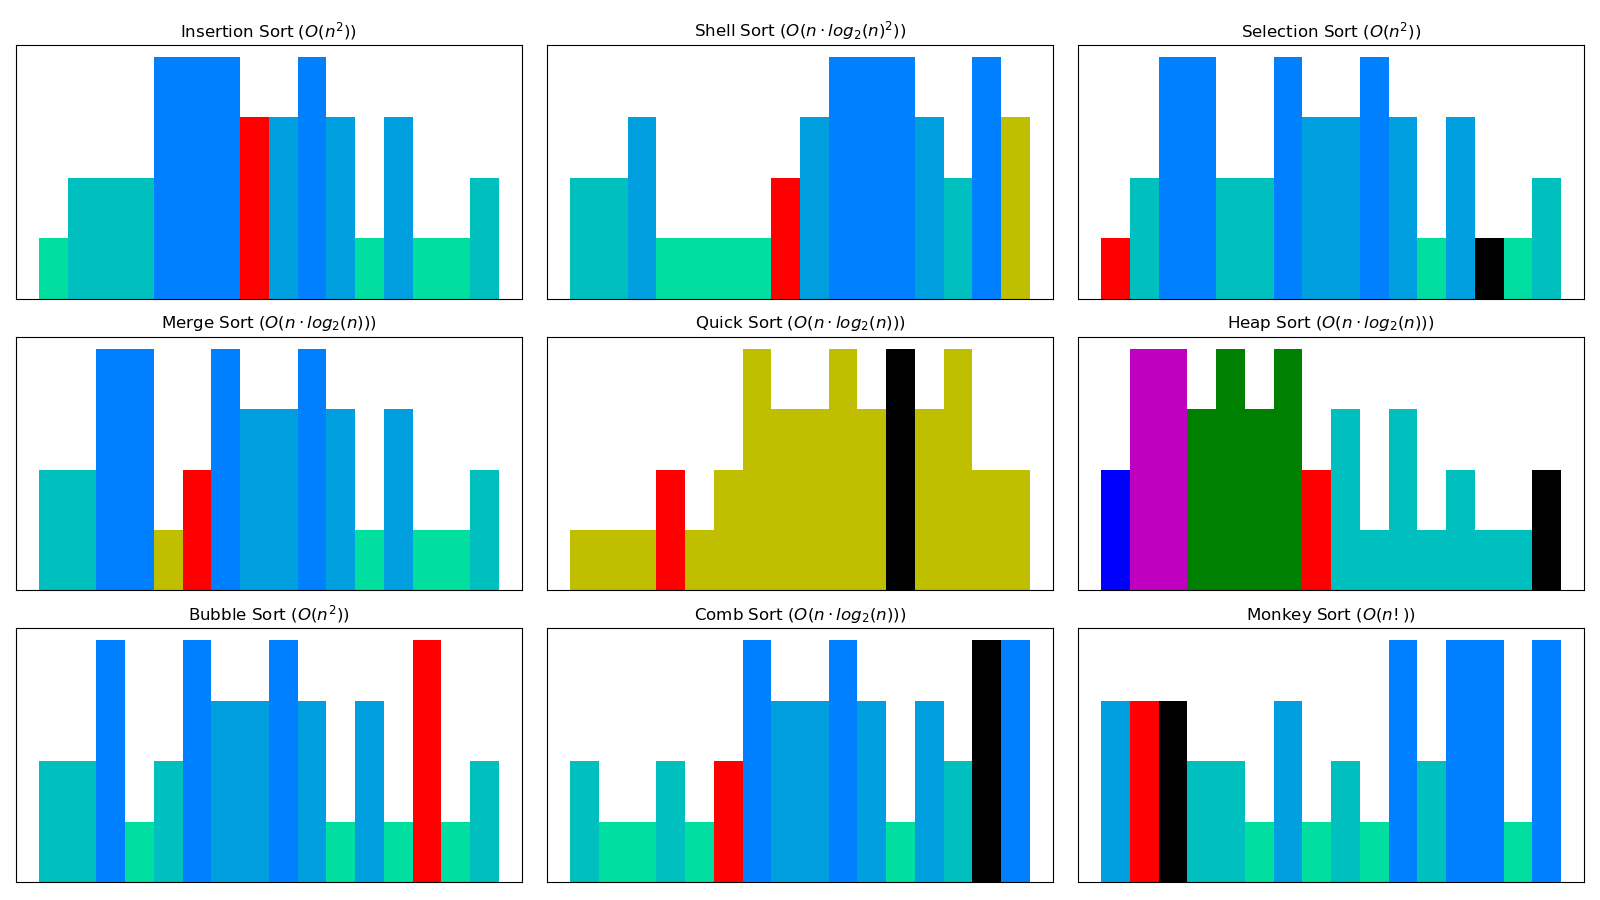 Insertion Sort (O(n²))
Shell Sort (O(n · log₂(n)²))
Selection Sort (O(n²))
Merge Sort (O(n · log₂(n)))
Quick Sort (O(n · log₂(n)))
Heap Sort (O(n · log₂(n)))
Bubble Sort (O(n²))
Comb Sort (O(n · log₂(n)))
Monkey Sort (O(n! ))